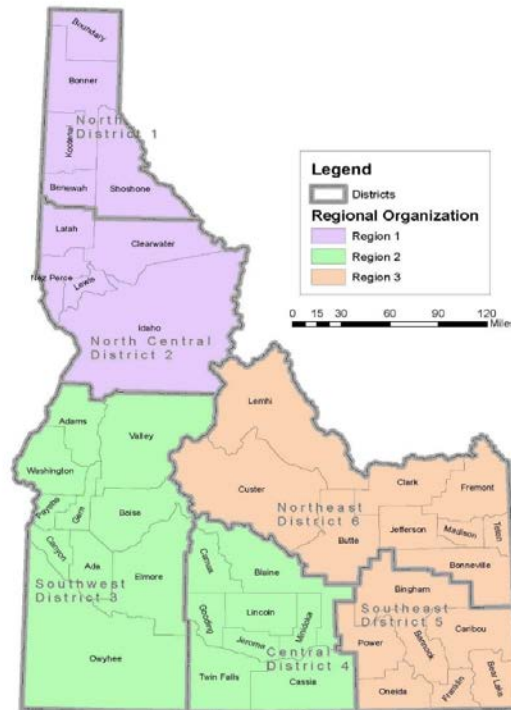 Boundary
Bonner
North
District 1
Kootenai
Benewah
Shoshone
Latah
Clearwater
Nez Perce
Lewis
Idaho
North Central
District 2
Legend
Districts
Regional Organization
Region 1
Region 2
Region 3
0 15 30 60 90 120
Miles
Adams
Valley
Washington
Payette
Gem
Boise
Canyon
Ada
Elmore
Southwest
District 3
Owyhee
Lemhi
Custer
Clark
Fremont
Northeast
District 6
Butte
Jefferson
Madison
Teton
Bonneville
Camas
Blaine
Gooding
Lincoln
Minidoka
Jerome
Central
District 4
Twin Falls
Cassia
Bingham
Southeast
District 5
Caribou
Power
Bannock
Oneida
Franklin
Bear Lake